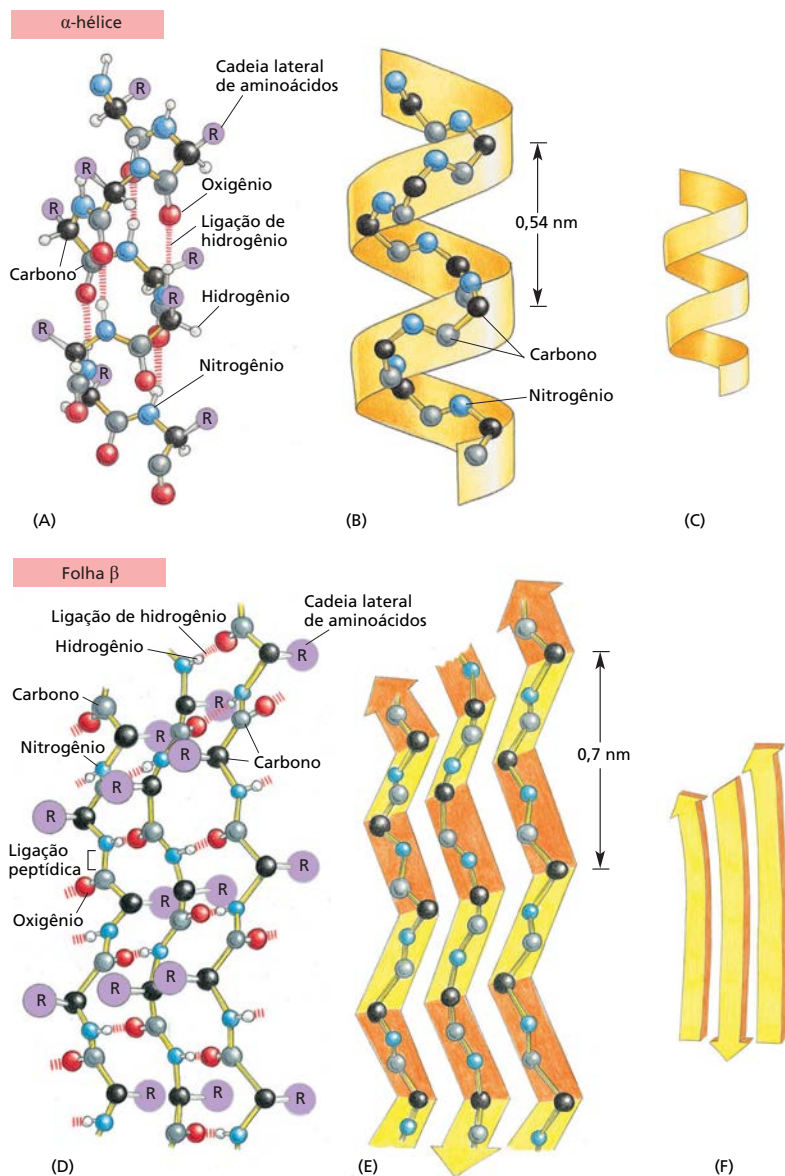 α-hélice
Cadeia lateral
de aminoácidos
R
R
R
R
Oxigênio
Ligação de
hidrogênio
Carbono
R
R
Hidrogênio
R
R
Nitrogênio
R
(A)
0,54 nm
Carbono
Nitrogênio
(B)
(C)
Folha β
Ligação de hidrogênio
Hidrogênio
Cadeia lateral
de aminoácidos
R
Carbono
R
R
R
Nitrogênio
R
R
Carbono
R
Ligação
peptídica
R
R
R
Oxigênio
R
R
R
R
R
R
(D)
0,7 nm
(E)
(F)